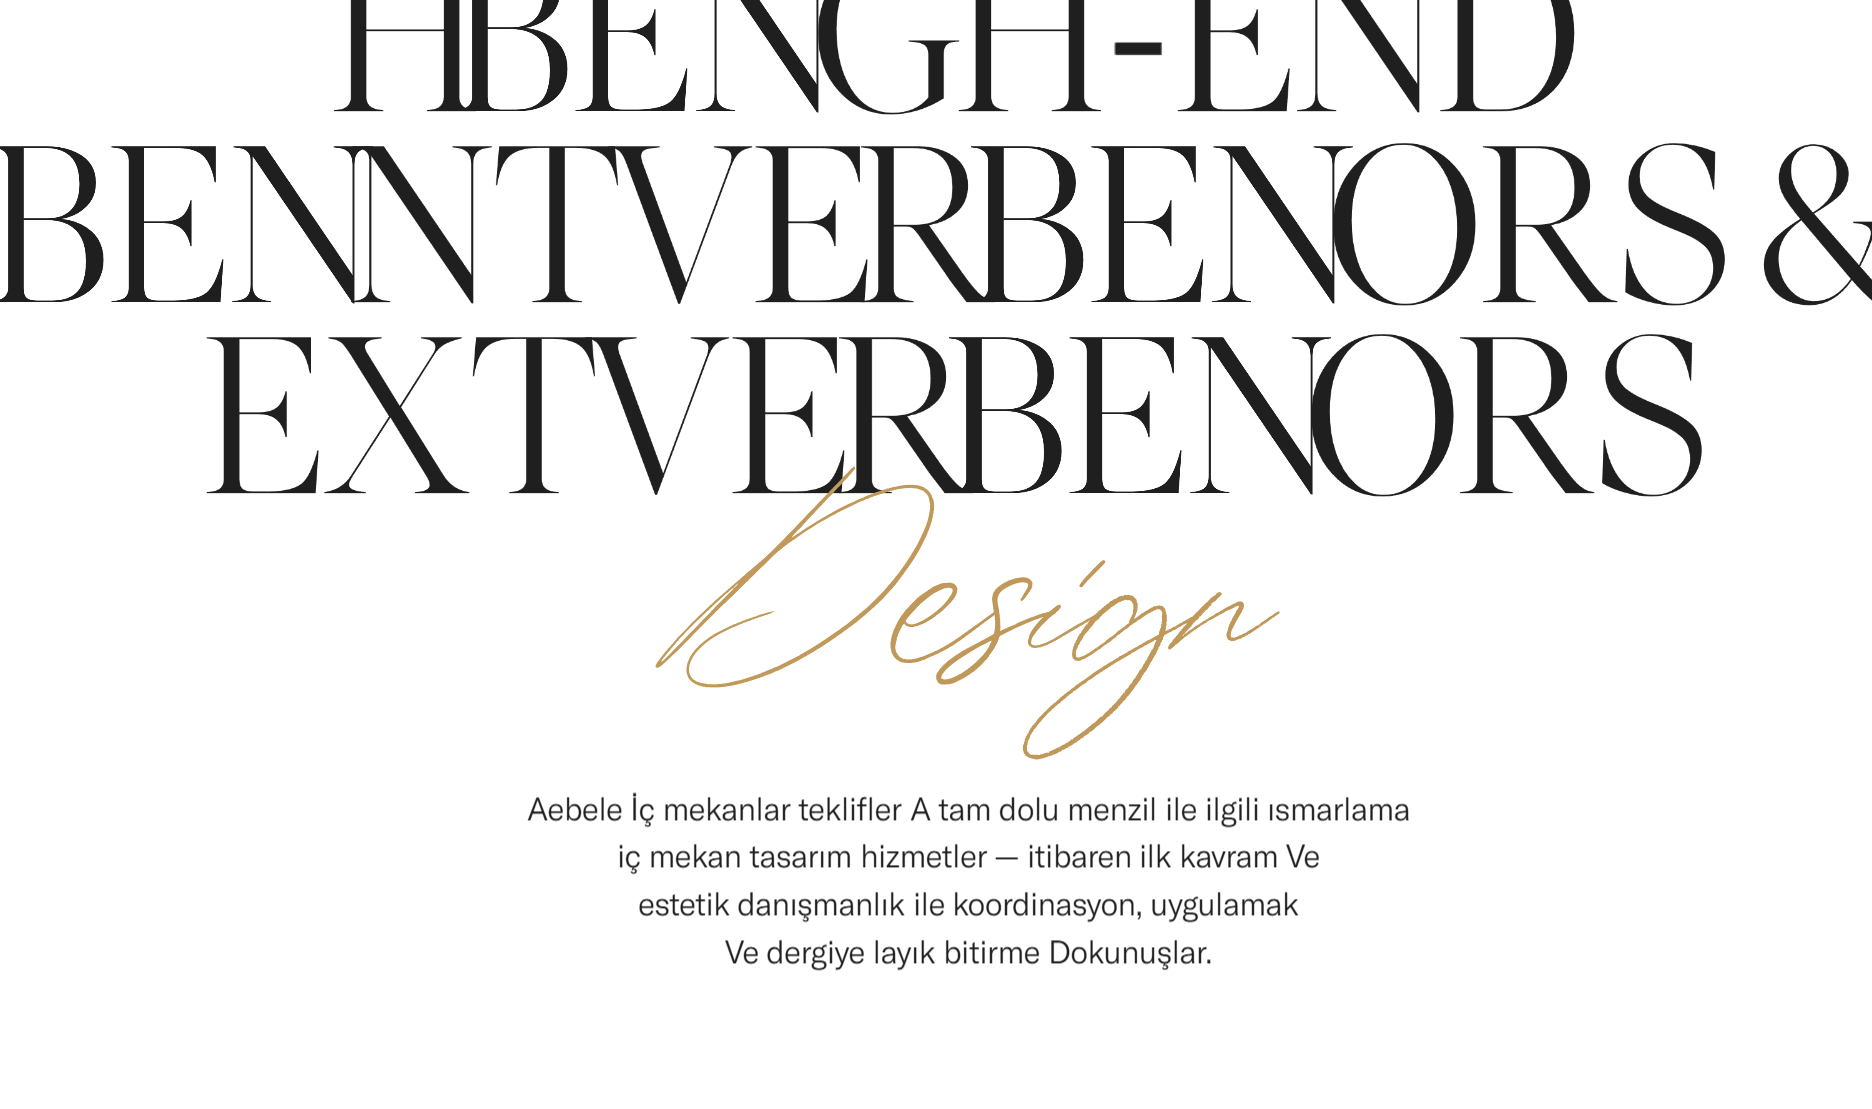 HBENGH-END
BENNTVERBENORS &
EXTVERBENORS
Design
Aebele İç mekanlar teklifler A tam dolu menzil ile ilgili ısmarlama
iç mekan tasarım hizmetler — itibaren ilk kavram Ve
estetik danışmanlık ile koordinasyon, uygulamak
Ve dergiye layık bitirme Dokunuşlar.